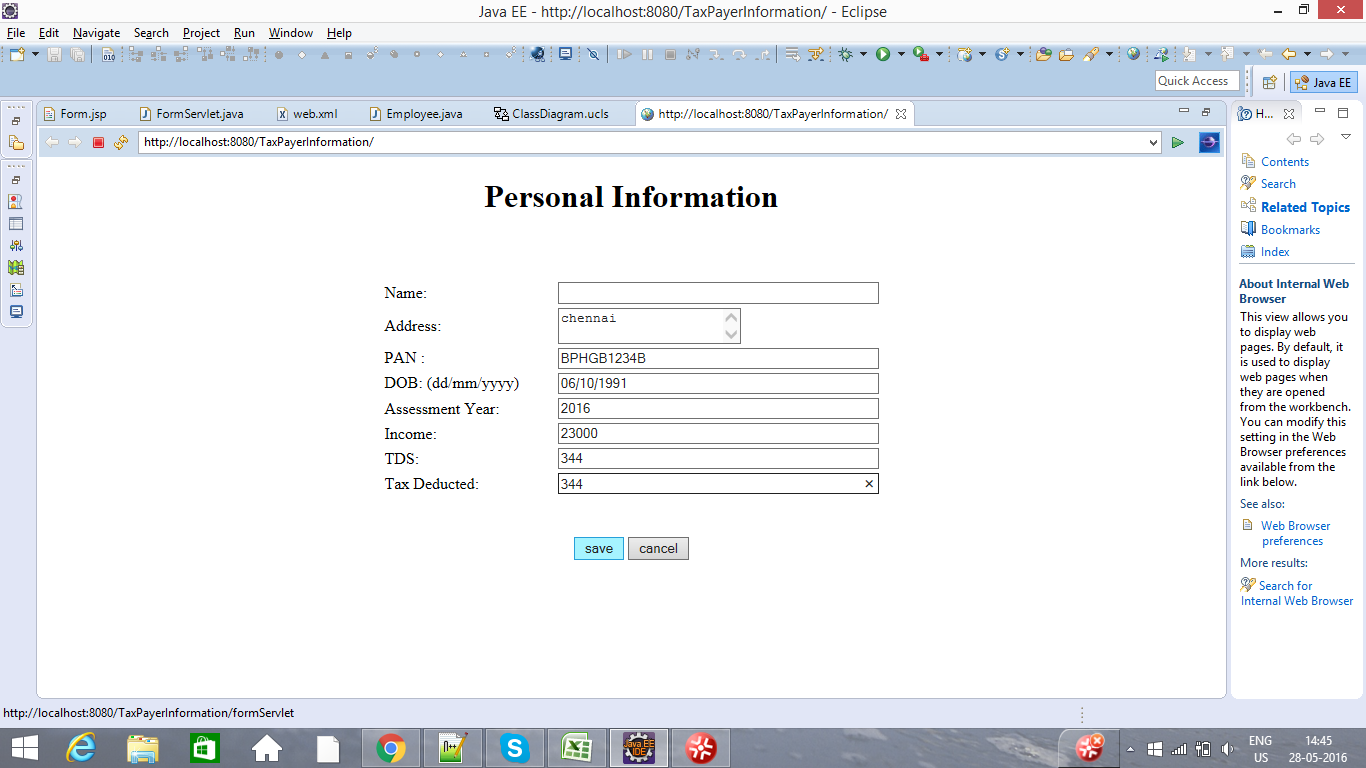 Java EE - http://localhost:8080/TaxPayerInformation/ - Eclipse
File Edit Navigate Search Project Run Window Help
Quick Access
Java EE
Form.jsp
FormServlet.java
web.xml
Employee.java
ClassDiagram.ucls
http://localhost:8080/TaxPayerInformation/
H...
http://localhost:8080/TaxPayerInformation/
Personal Information
Name:
Address: chennai
PAN : BPHGB1234B
DOB: (dd/mm/yyyy) 06/10/1991
Assessment Year: 2016
Income: 23000
TDS: 344
Tax Deducted: 344
save cancel
Contents
Search
Related Topics
Bookmarks
Index
About Internal Web
Browser
This view allows you
to display web
pages. By default, it
is used to display
web pages when
they are opened
from the workbench.
You can modify this
setting in the Web
Browser preferences
available from the
link below.
See also:
Web Browser
preferences
More results:
Search for
Internal Web Browser
http://localhost:8080/TaxPayerInformation/formServlet
ENG
US
14:45
28-05-2016